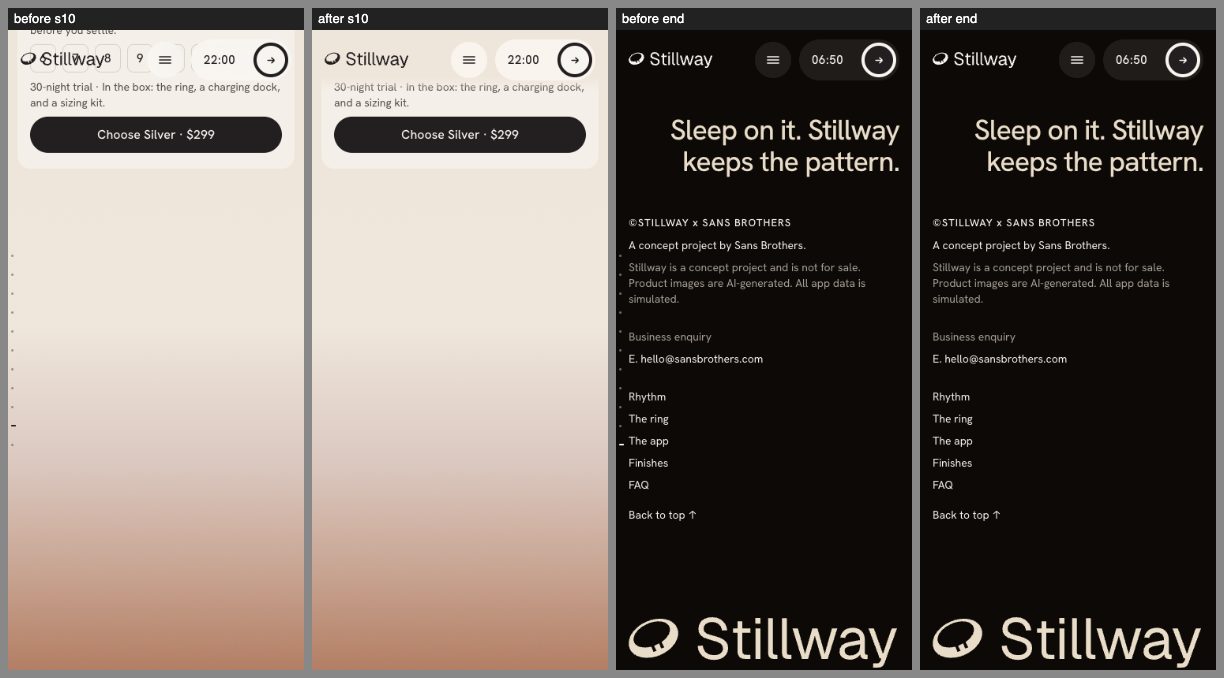 before s10
before you settle.
8
9
Stillway
22:00
30-night trial · In the box: the ring, a charging dock,
and a sizing kit.
Choose Silver · $299
after s10
Stillway
22:00
30-night trial · In the box: the ring, a charging dock,
and a sizing kit.
Choose Silver · $299
before end
Stillway
06:50
Sleep on it. Stillway
keeps the pattern.
©STILLWAY x SANS BROTHERS
A concept project by Sans Brothers.
Stillway is a concept project and is not for sale.
Product images are AI-generated. All app data is
simulated.
Business enquiry
E. hello@sansbrothers.com
Rhythm
The ring
The app
Finishes
FAQ
Back to top ↑
Stillway
after end
Stillway
06:50
Sleep on it. Stillway
keeps the pattern.
©STILLWAY x SANS BROTHERS
A concept project by Sans Brothers.
Stillway is a concept project and is not for sale.
Product images are AI-generated. All app data is
simulated.
Business enquiry
E. hello@sansbrothers.com
Rhythm
The ring
The app
Finishes
FAQ
Back to top ↑
Stillway